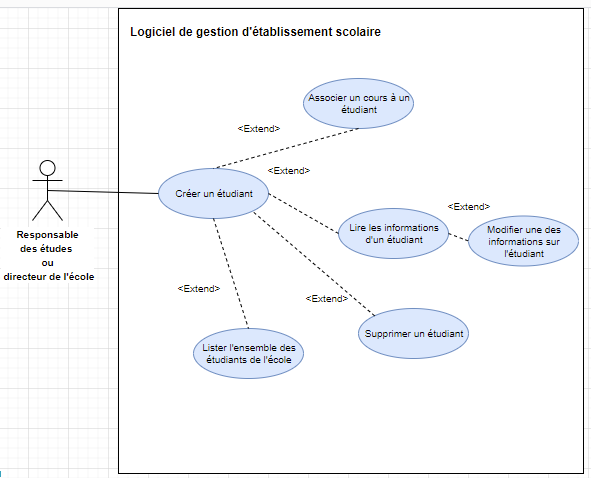 Logiciel de gestion d'établissement scolaire
Associer un cours à un
étudiant
<Extend>
<Extend>
Créer un étudiant
<Extend>
Responsable
des études
ou
directeur de l'école
Lire les informations
d'un étudiant
Modifier une des
informations sur
l'étudiant
<Extend>
<Extend>
Supprimer un étudiant
Lister l'ensemble des
étudiants de l'école